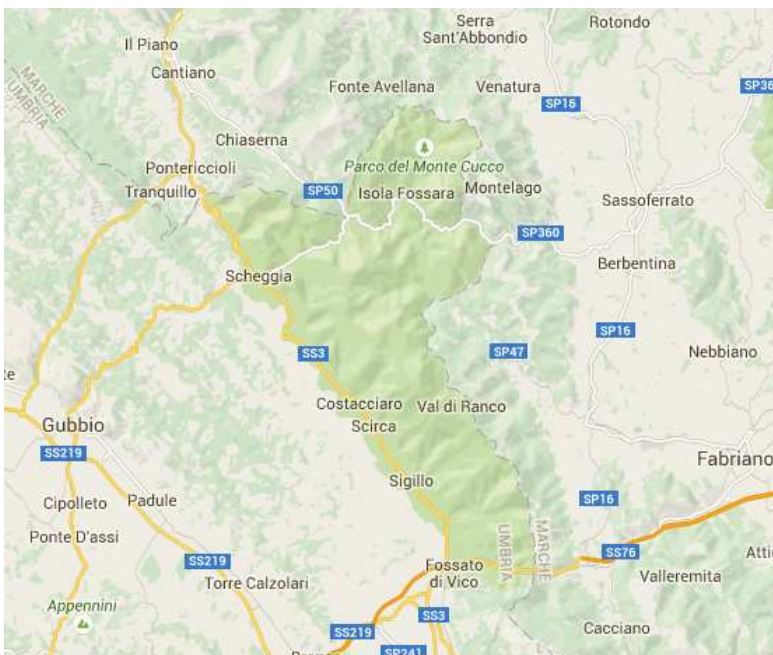 Serra
Sant'Abbondio
Rotondo
Il Piano
Cantiano
Fonte Avellana
Venatura
SP36
SP16
MARCHE
UMBRIA
Chiaserna
Parco del Monte Cucco
Pontericcioli
Tranquillo
SP50
Isola Fossara
Montelago
Sassoferrato
SP360
Berbentina
Scheggia
SP16
SS3
SP47
Nebbiano
te
Costacciaro
Val di Ranco
Scirca
Gubbio
SS219
Fabriano
Sigillo
Cipolleto
Padule
SP16
Ponte D'assi
UMBRIA
MARCHE
SS76
SS219
Fossato
di Vico
Atti
Torre Calzolari
Valleremita
Appennini
SS3
SS219
Cacciano
SP241